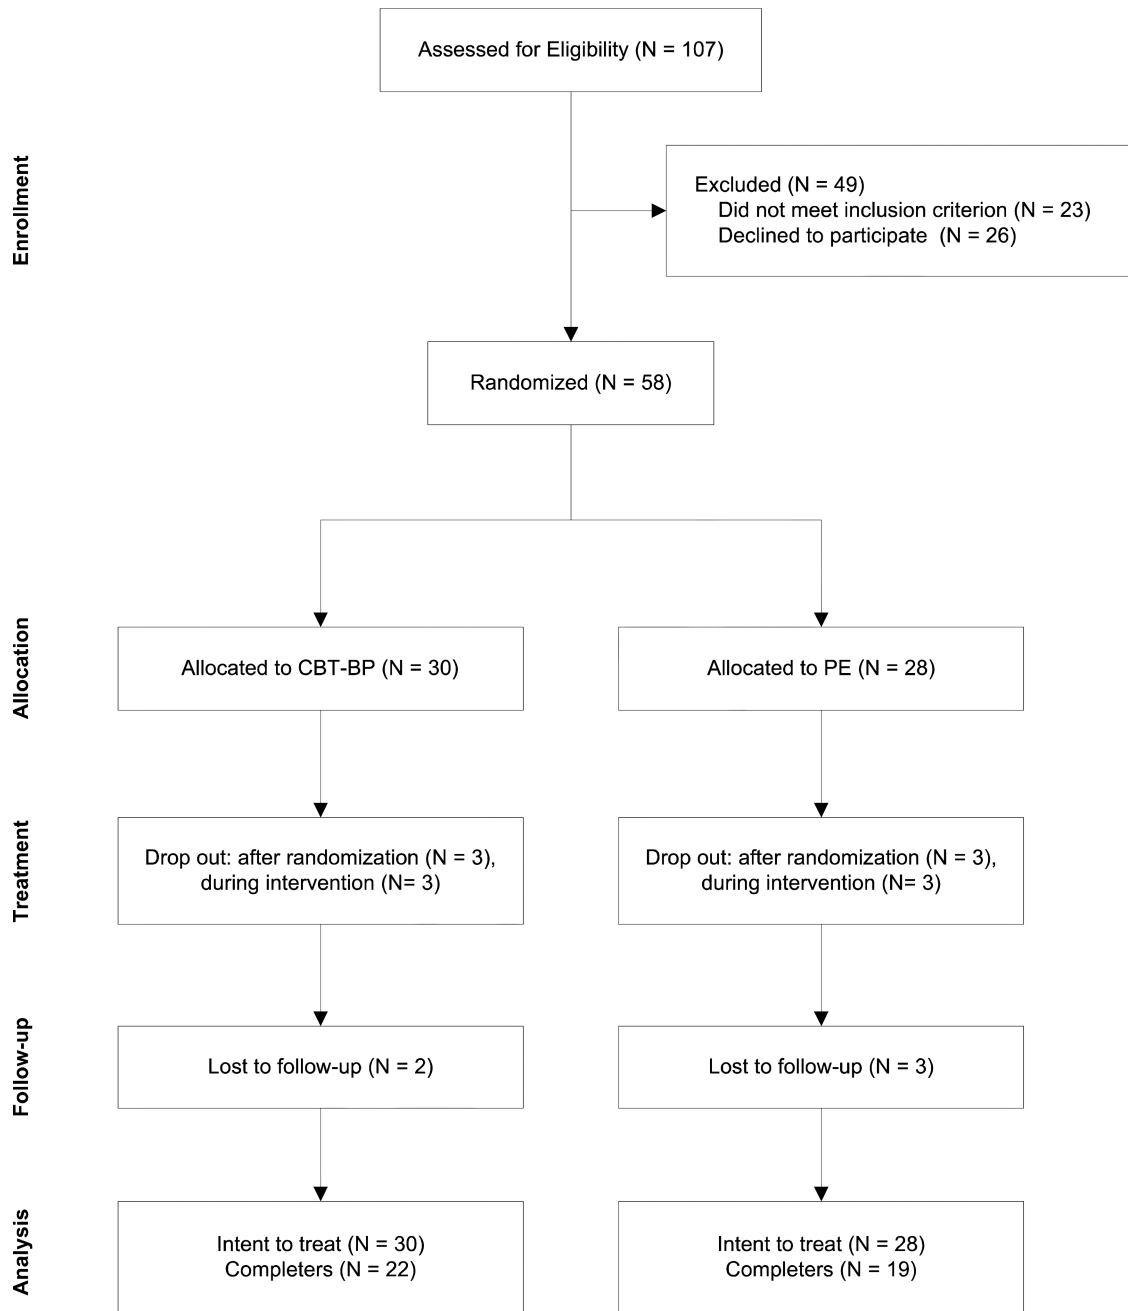 Assessed for Eligibility (N = 107)
Enrollment
Excluded (N = 49)
Did not meet inclusion criterion (N = 23)
Declined to participate (N = 26)
Randomized (N = 58)
Allocation
Allocated to CBT-BP (N = 30)
Allocated to PE (N = 28)
Treatment
Drop out: after randomization (N = 3),
during intervention (N= 3)
Drop out: after randomization (N = 3),
during intervention (N= 3)
Follow-up
Lost to follow-up (N = 2)
Lost to follow-up (N = 3)
Analysis
Intent to treat (N = 30)
Completers (N = 22)
Intent to treat (N = 28)
Completers (N = 19)